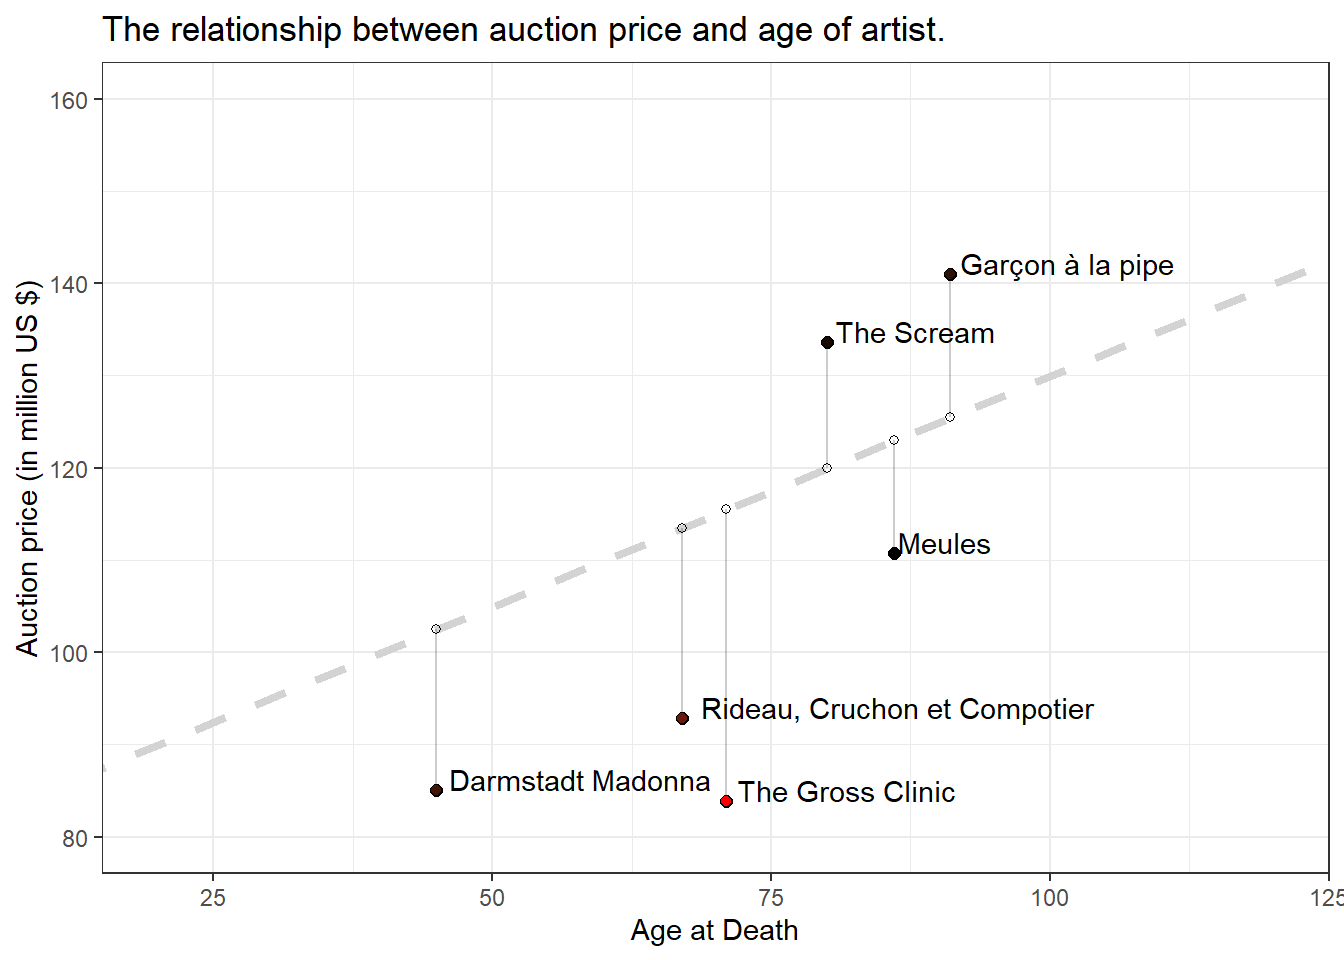 The relationship between auction price and age of artist.
160
140
120
100
80
Auction price (in million US $)
Garçon à la pipe
The Scream
Meules
Rideau, Cruchon et Compotier
Darmstadt Madonna
The Gross Clinic
25
50
75
100
125
Age at Death